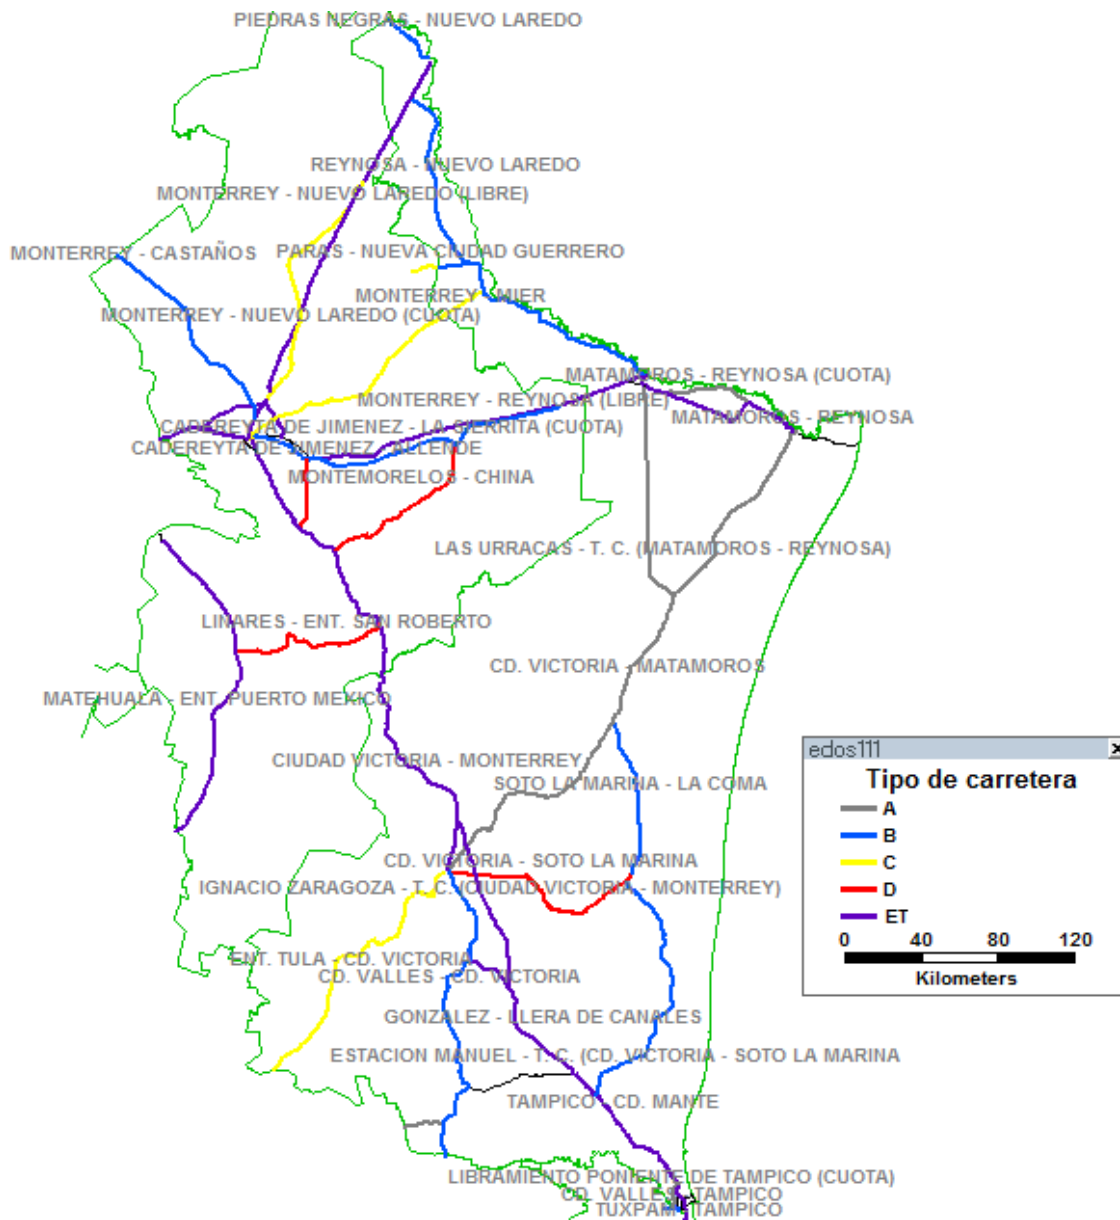 PIEDRAS NEGRAS - NUEVO LAREDO
REYNOSA - NUEVO LAREDO
MONTERREY - NUEVO LAREDO (LIBRE)
MONTERREY - CASTAÑOS
PARAS - NUEVA CIUDAD GUERRERO
MONTERREY - MIER
MONTERREY - NUEVO LAREDO (CUOTA)
MATAMOROS - REYNOSA (CUOTA)
MONTERREY - REYNOSA (LIBRE)
MATAMOROS - REYNOSA
CADEREYTA DE JIMENEZ - LA SIERRITA (CUOTA)
CADEREYTA DE JIMENEZ - ALLENDE
MONTEMORELOS - CHINA
LAS URRACAS - T. C. (MATAMOROS - REYNOSA)
LINARES - ENT. SAN ROBERTO
CD. VICTORIA - MATAMOROS
MATEHUALA - ENT. PUERTO MEXICO
CIUDAD VICTORIA - MONTERREY
SOTO LA MARINA - LA COMA
CD. VICTORIA - SOTO LA MARINA
IGNACIO ZARAGOZA - T. C. (CIUDAD VICTORIA - MONTERREY)
ENT. TULA - CD. VICTORIA
CD. VALLES - CD. VICTORIA
GONZALEZ - LLERA DE CANALES
ESTACION MANUEL - T. C. (CD. VICTORIA - SOTO LA MARINA
TAMPICO - CD. MANTE
LIBRAMIENTO PONIENTE DE TAMPICO (CUOTA)
CD. VALLES - TAMPICO
TUXPAM - TAMPICO
edos111
Tipo de carretera
A
B
C
D
ET
0 40 80 120
Kilometers